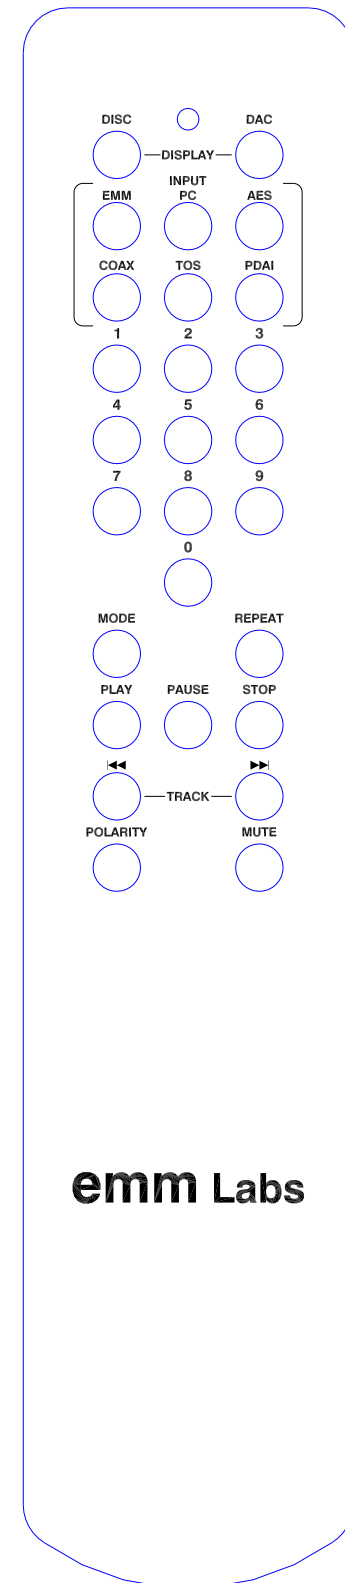 DISC DAC
DISPLAY
INPUT
EMM PC AES
COAX TOS PDAI
1 2 3
4 5 6
7 8 9
0
MODE REPEAT
PLAY PAUSE STOP
TRACK
POLARITY MUTE
emm Labs